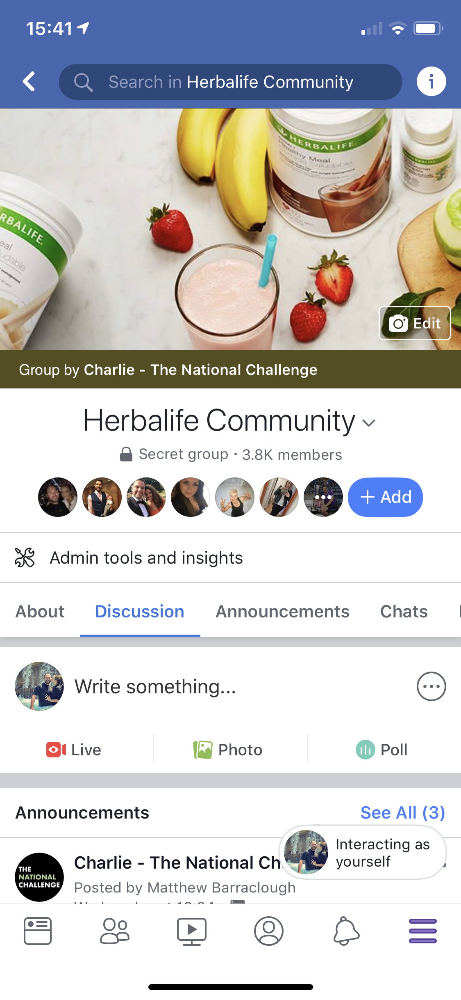 15:41
Search in Herbalife Community
HERBALIFE
Healthy Meal
HERBALIFE
RBALIFE
eal
Edit
Group by Charlie - The National Challenge
Herbalife Community
Secret group · 3.8K members
+ Add
Admin tools and insights
About Discussion Announcements Chats
Write something...
Live Photo Poll
Announcements See All (3)
Interacting as
yourself
THE
NATIONAL
CHALLENGE
Charlie - The National Ch
Posted by Matthew Barraclough